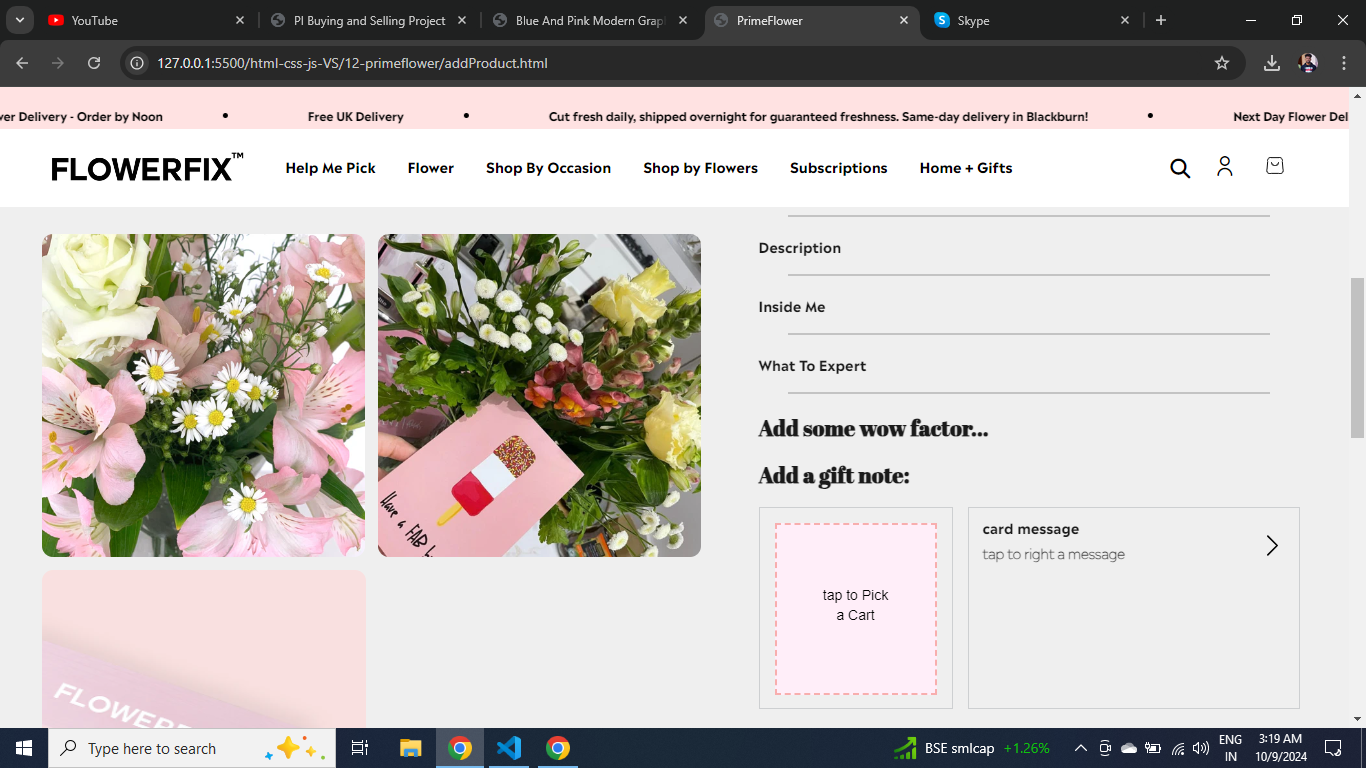 YouTube
PI Buying and Selling Project
Blue And Pink Modern Grap
PrimeFlower
Skype
127.0.0.1:5500/html-css-js-VS/12-primeflower/addProduct.html
ver Delivery - Order by Noon
Free UK Delivery
Cut fresh daily, shipped overnight for guaranteed freshness. Same-day delivery in Blackburn!
Next Day Flower Del
FLOWERFIX™
Help Me Pick
Flower
Shop By Occasion
Shop by Flowers
Subscriptions
Home + Gifts
Description
Inside Me
What To Expert
Add some wow factor...
Add a gift note:
tap to Pick
a Cart
card message
tap to right a message
Have a FAB
FLOWERF
Type here to search
BSE smlcap +1.26%
ENG
IN
3:19 AM
10/9/2024